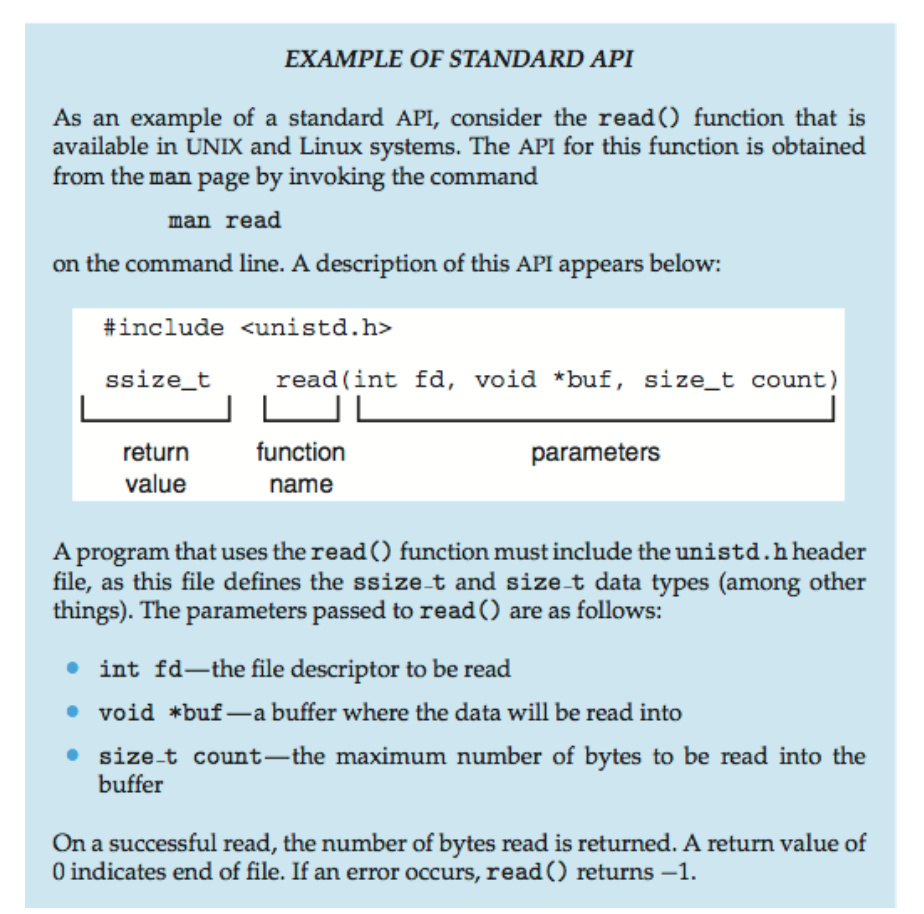 EXAMPLE OF STANDARD API
As an example of a standard API, consider the read() function that is
available in UNIX and Linux systems. The API for this function is obtained
from the man page by invoking the command
man read
on the command line. A description of this API appears below:
#include <unistd.h>
ssize_t read(int fd, void *buf, size_t count)
return function parameters
value name
A program that uses the read() function must include the unistd.h header
file, as this file defines the ssize_t and size_t data types (among other
things). The parameters passed to read() are as follows:
• int fd—the file descriptor to be read
• void *buf—a buffer where the data will be read into
• size_t count—the maximum number of bytes to be read into the
buffer
On a successful read, the number of bytes read is returned. A return value of
0 indicates end of file. If an error occurs, read() returns −1.